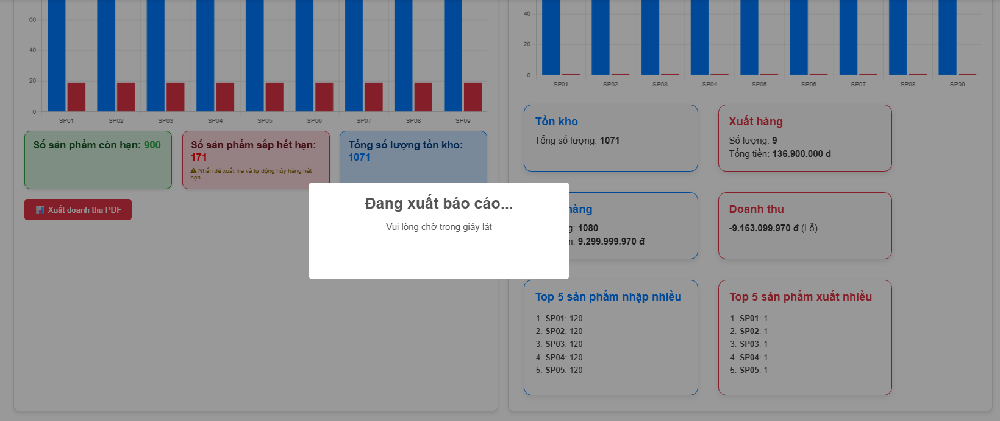 60
40
20
0
SP01 SP02 SP03 SP04 SP05 SP06 SP07 SP08 SP09
Số sản phẩm còn hạn: 900
Số sản phẩm sắp hết hạn:
171
Nhấn để xuất file và tự động hủy hàng hết
hạn
Tổng số lượng tồn kho:
1071
Xuất doanh thu PDF
Đang xuất báo cáo...
Vui lòng chờ trong giây lát
40
20
0
SP01 SP02 SP03 SP04 SP05 SP06 SP07 SP08 SP09
Tồn kho
Tổng số lượng: 1071
Xuất hàng
Số lượng: 9
Tổng tiền: 136.900.000 đ
hàng
g: 1080
n: 9.299.999.970 đ
Doanh thu
-9.163.099.970 đ (Lỗ)
Top 5 sản phẩm nhập nhiều
1. SP01: 120
2. SP02: 120
3. SP03: 120
4. SP04: 120
5. SP05: 120
Top 5 sản phẩm xuất nhiều
1. SP01: 1
2. SP02: 1
3. SP03: 1
4. SP04: 1
5. SP05: 1